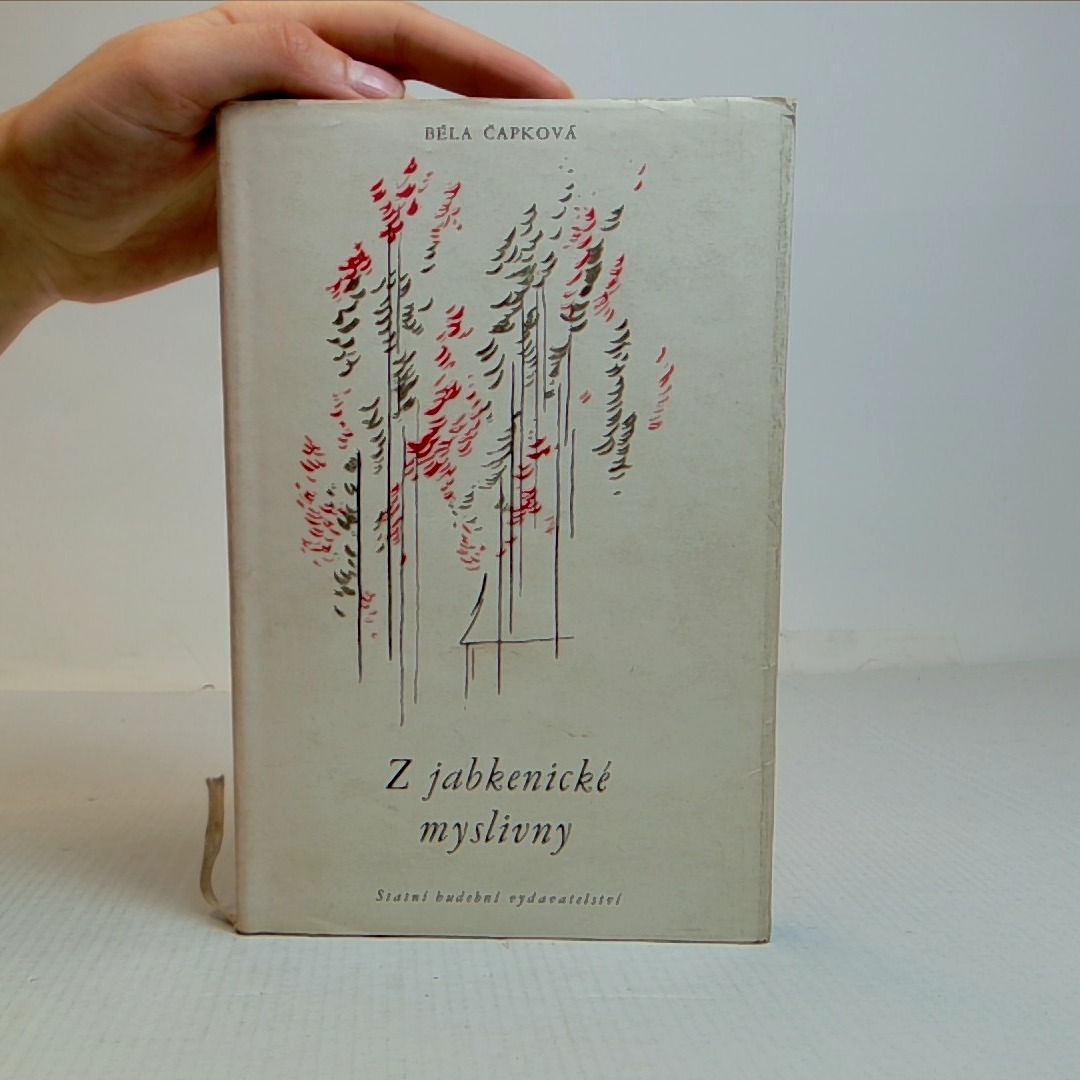 BĚLA ČAPKOVÁ
Z jabkenické
myslivny
Státní hudební vydavatelství